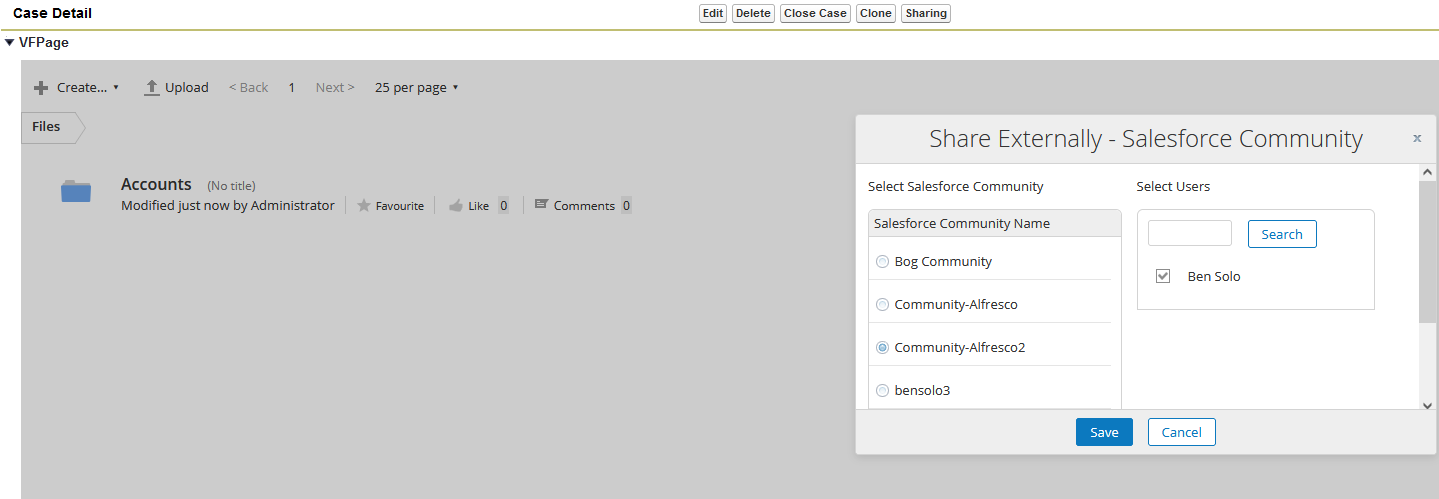 Case Detail
Edit Delete Close Case Clone Sharing
VFPage
Create... Upload < Back 1 Next > 25 per page
Files
Accounts (No title)
Modified just now by Administrator Favourite Like 0 Comments 0
Share Externally - Salesforce Community x
Select Salesforce Community
Salesforce Community Name
Bog Community
Community-Alfresco
Community-Alfresco2
bensolo3
Select Users
Search
Ben Solo
Save Cancel